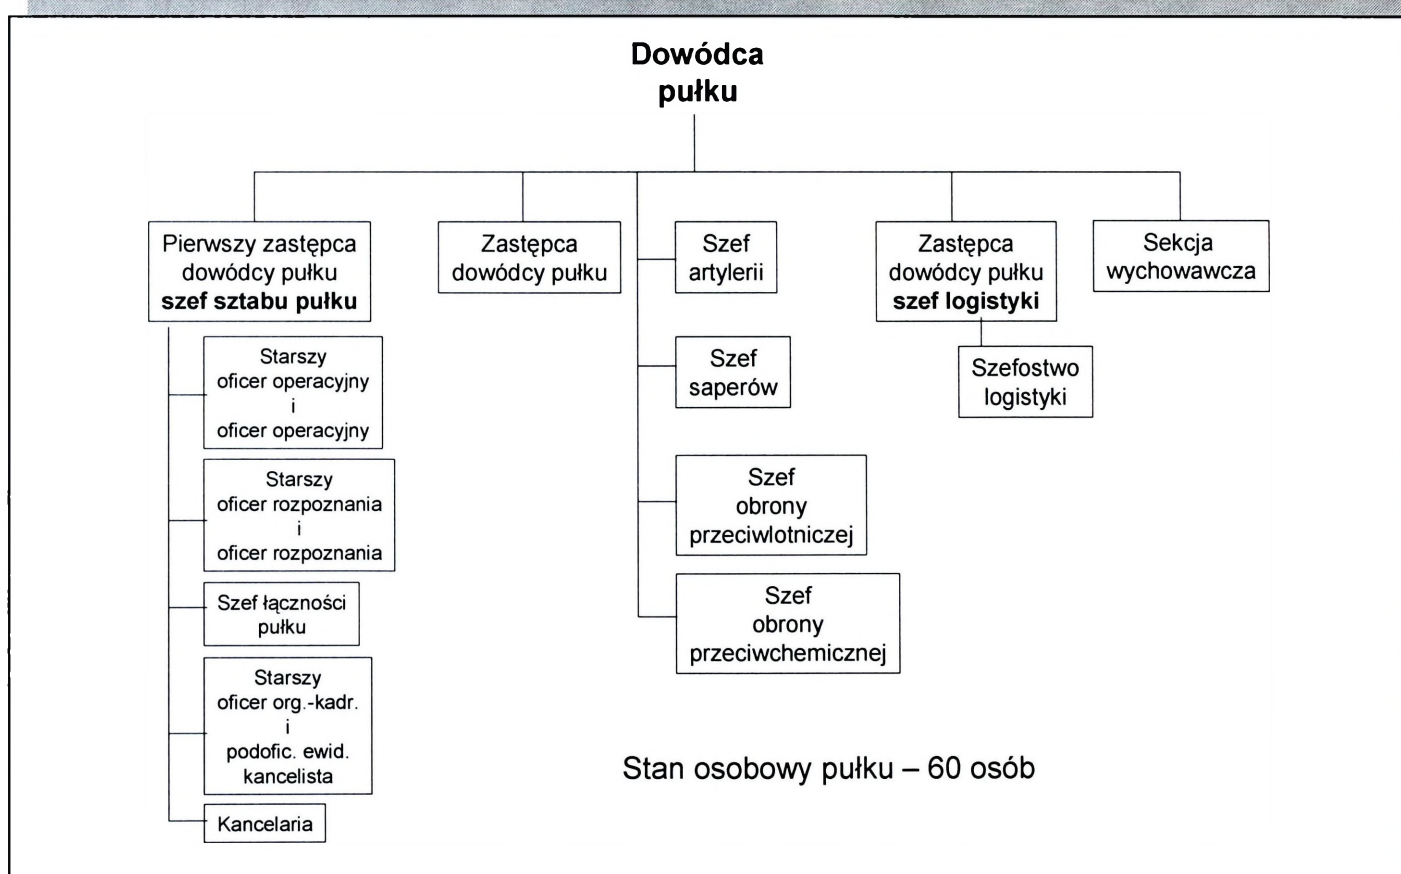 Dowódca
pułku
Pierwszy zastępca
dowódcy pułku
szef sztabu pułku
Starszy
oficer operacyjny
i
oficer operacyjny
Starszy
oficer rozpoznania
i
oficer rozpoznania
Szef łączności
pułku
Starszy
oficer org.-kadr.
i
podofic. ewid.
kancelista
Kancelaria
Zastępca
dowódcy pułku
Szef
artylerii
Szef
saperów
Szef
obrony
przeciwlotniczej
Szef
obrony
przeciwchemicznej
Zastępca
dowódcy pułku
szef logistyki
Szefostwo
logistyki
Sekcja
wychowawcza
Stan osobowy pułku – 60 osób